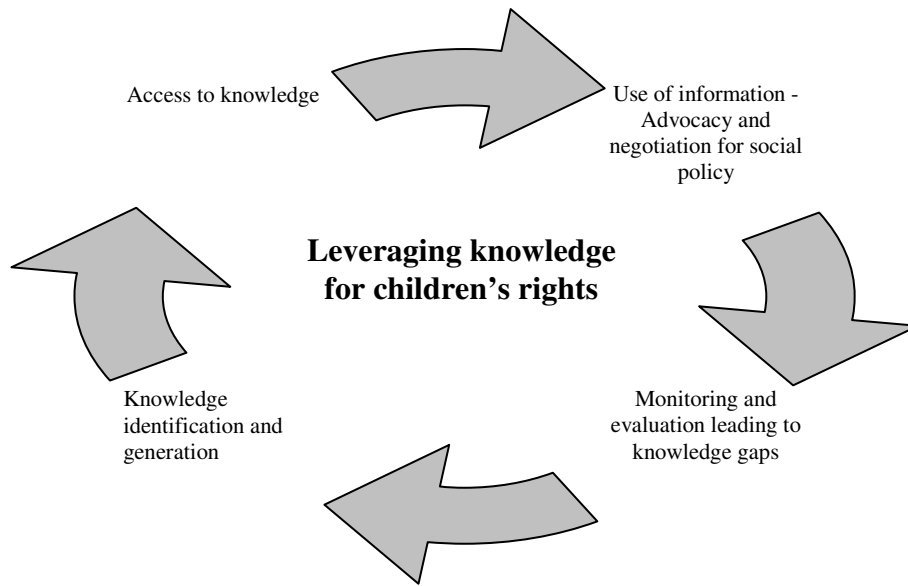 Access to knowledge
Use of information -
Advocacy and
negotiation for social
policy
Leveraging knowledge
for children’s rights
Knowledge
identification and
generation
Monitoring and
evaluation leading to
knowledge gaps